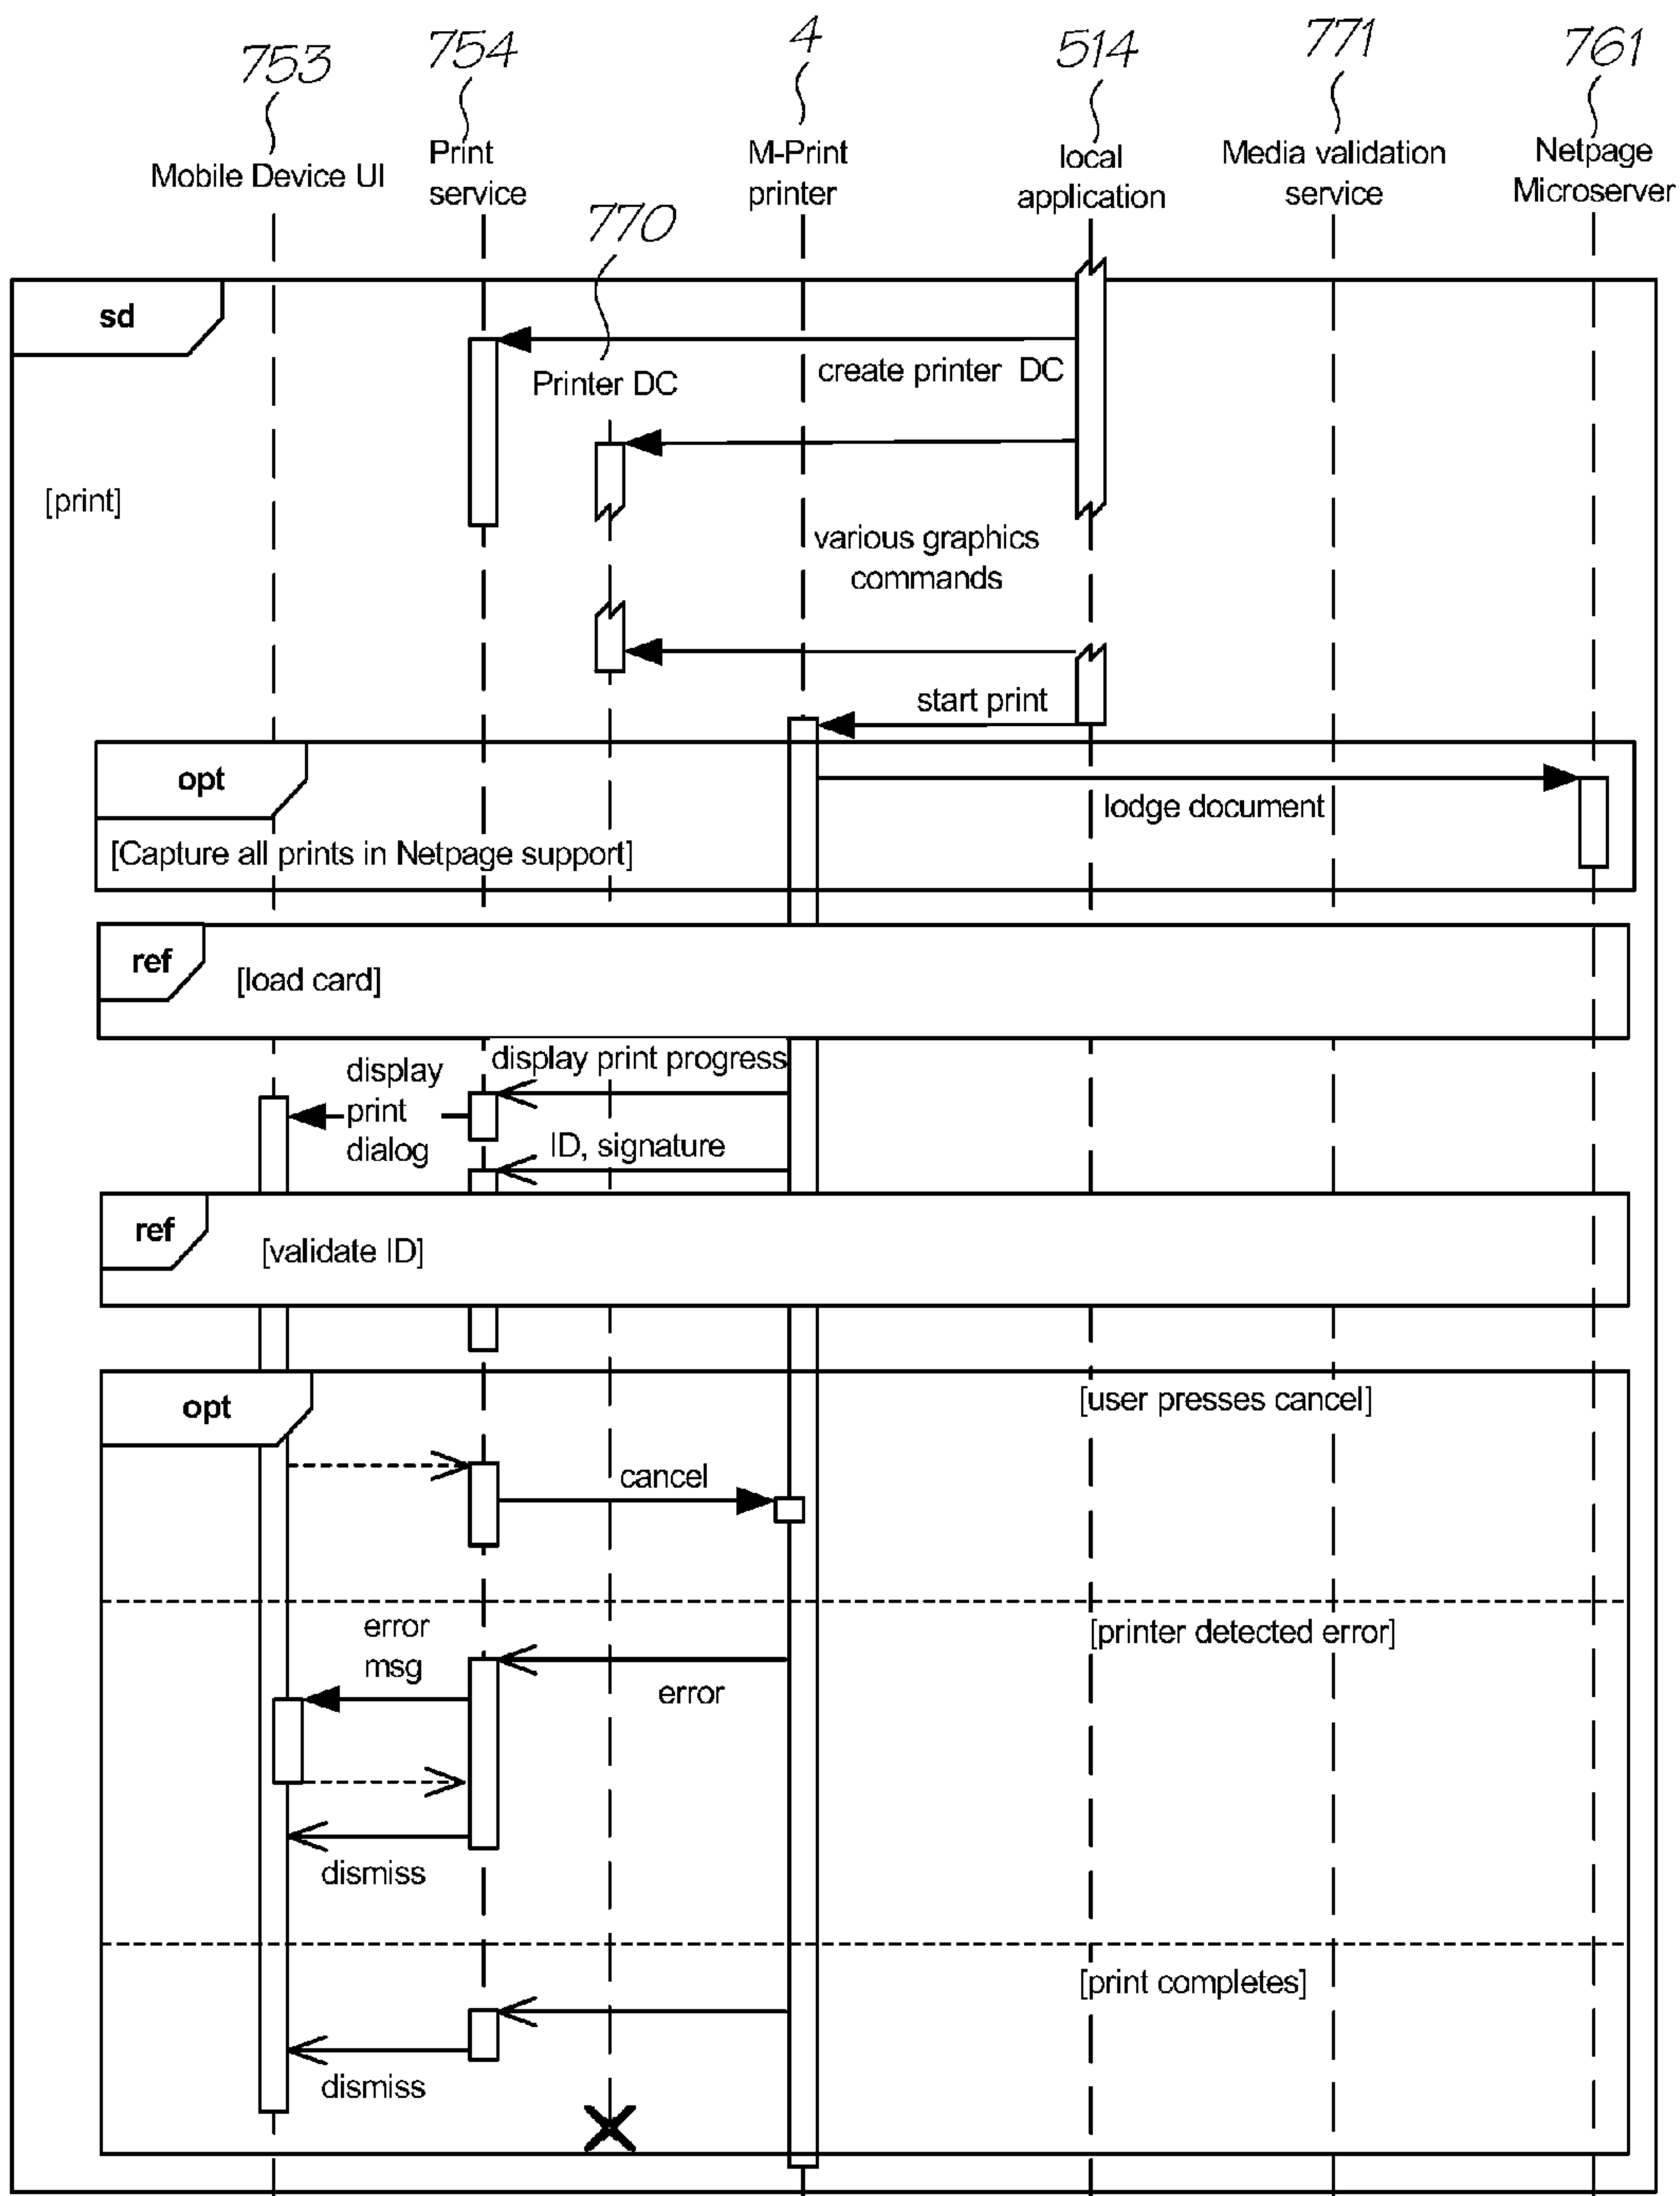 753
754
4
514
771
761
Mobile Device UI
Print
service
M-Print
printer
local
application
Media validation
service
Netpage
Microserver
770
sd
create printer DC
Printer DC
[print]
various graphics
commands
start print
opt
lodge document
[Capture all prints in Netpage support]
ref
[load card]
display print progress
display
print
dialog
ID, signature
ref
[validate ID]
opt
[user presses cancel]
cancel
[printer detected error]
error
msg
error
dismiss
[print completes]
dismiss